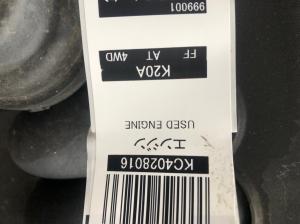 KC4028016
エンジン
USED ENGINE
K20A
FF AT 4WD
999001